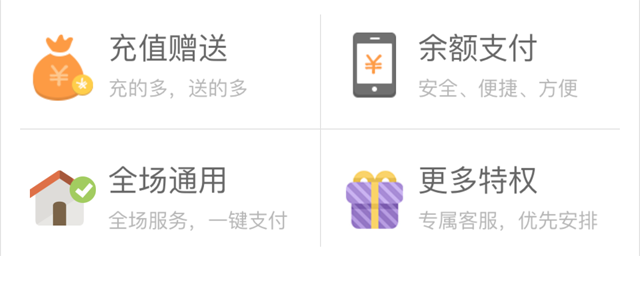 充值赠送
充的多，送的多
余额支付
安全、便捷、方便
全场通用
全场服务，一键支付
更多特权
专属客服，优先安排